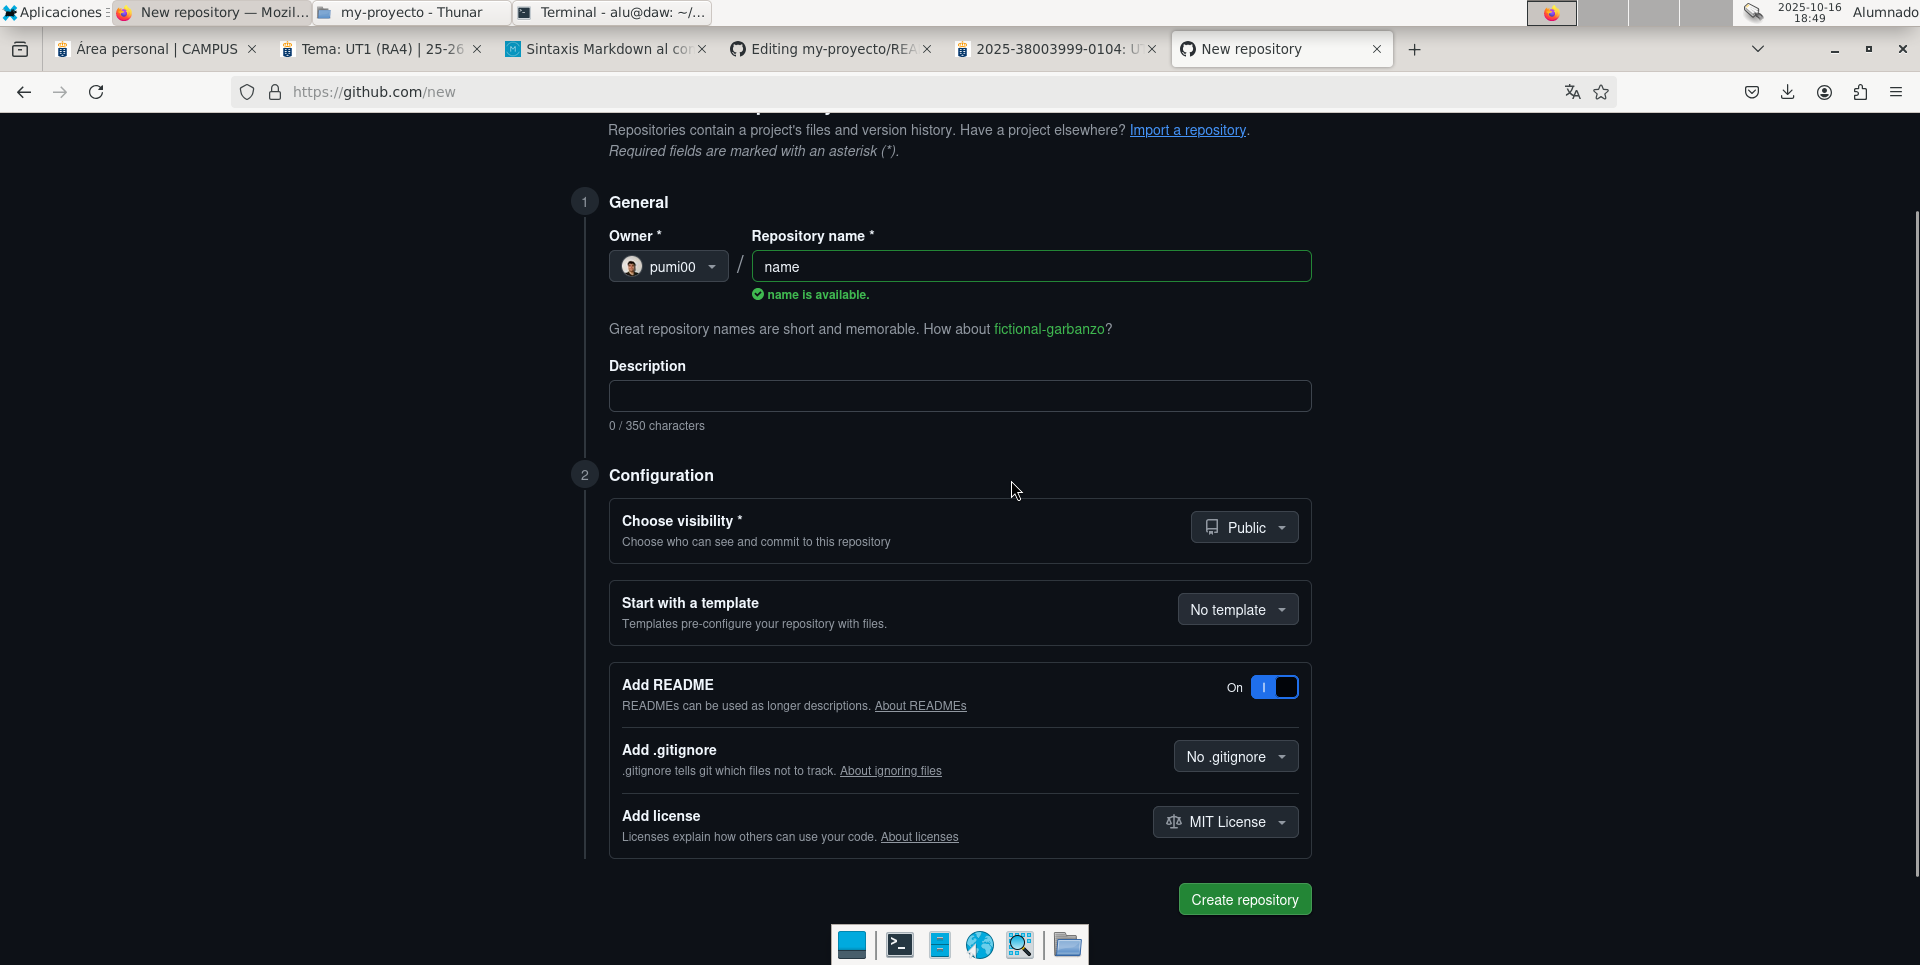 Aplicaciones
New repository — Mozil...
my-proyecto - Thunar
Terminal - alu@daw: ~/...
2025-10-16
18:49
Alumnado
Área personal | CAMPUS
Tema: UT1 (RA4) | 25-26
Sintaxis Markdown al co
Editing my-proyecto/REA
2025-38003999-0104: U
New repository
https://github.com/new
Repositories contain a project's files and version history. Have a project elsewhere? Import a repository.
Required fields are marked with an asterisk (*).
1
General
Owner *
Repository name *
pumi00
/
name
name is available.
Great repository names are short and memorable. How about fictional-garbanzo?
Description
0 / 350 characters
2
Configuration
Choose visibility *
Choose who can see and commit to this repository
Public
Start with a template
Templates pre-configure your repository with files.
No template
Add README
READMEs can be used as longer descriptions. About READMEs
On
Add .gitignore
.gitignore tells git which files not to track. About ignoring files
No .gitignore
Add license
Licenses explain how others can use your code. About licenses
MIT License
Create repository